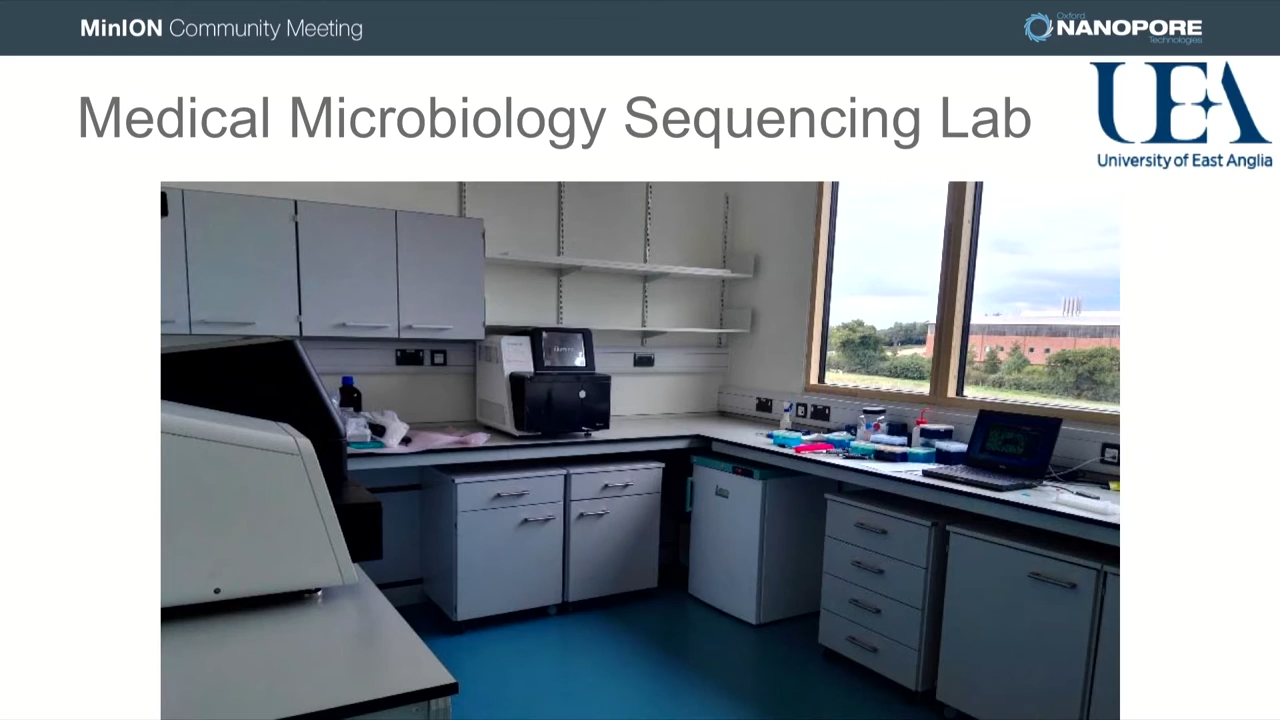 MinION Community Meeting
Oxford
NANOPORE
Technologies
Medical Microbiology Sequencing Lab
UEA
University of East Anglia